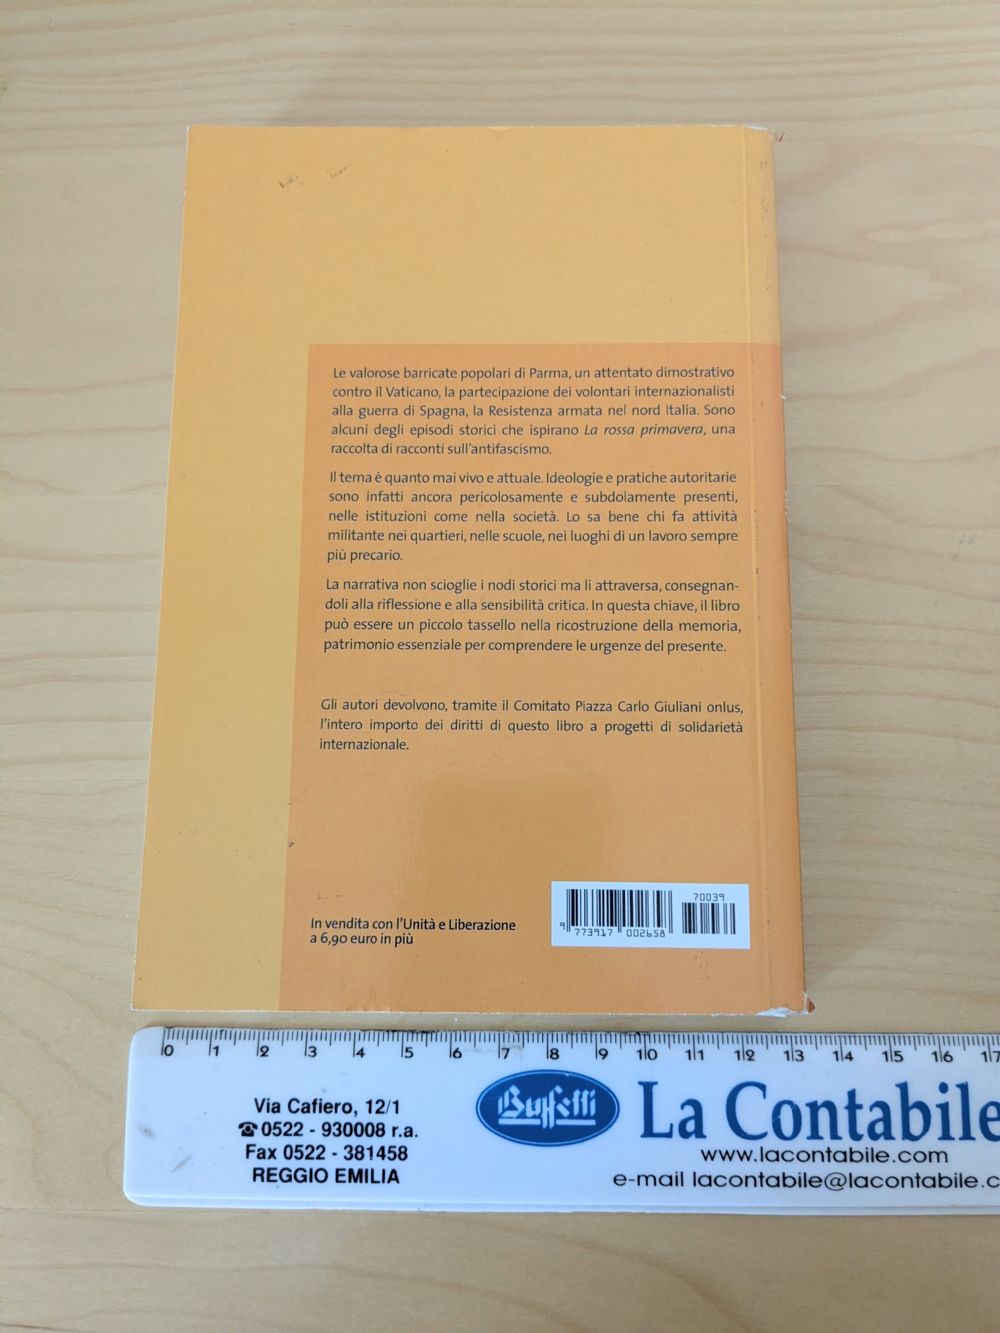 Le valorose barricate popolari di Parma, un attentato dimostrativo
contro il Vaticano, la partecipazione dei volontari internazionalisti
alla guerra di Spagna, la Resistenza armata nel nord Italia. Sono
alcuni degli episodi storici che ispirano La rossa primavera, una
raccolta di racconti sull'antifascismo.
Il tema è quanto mai vivo e attuale. Ideologie e pratiche autoritarie
sono infatti ancora pericolosamente e subdolamente presenti,
nelle istituzioni come nella società. Lo sa bene chi fa attività
militante nei quartieri, nelle scuole, nei luoghi di un lavoro sempre
più precario.
La narrativa non scioglie i nodi storici ma li attraversa, consegnan-
doli alla riflessione e alla sensibilità critica. In questa chiave, il libro
può essere un piccolo tassello nella ricostruzione della memoria,
patrimonio essenziale per comprendere le urgenze del presente.
Gli autori devolvono, tramite il Comitato Piazza Carlo Giuliani onlus,
l'intero importo dei diritti di questo libro a progetti di solidarietà
internazionale.
In vendita con l'Unità e Liberazione
a 6,90 euro in più
70039
9 773917 002658
0 1 2 3 4 5 6 7 8 9 10 11 12 13 14 15 16 17
Via Cafiero, 12/1
☎ 0522 - 930008 r.a.
Fax 0522 - 381458
REGGIO EMILIA
Buffetti
La Contabile
www.lacontabile.com
e-mail lacontabile@lacontabile.c